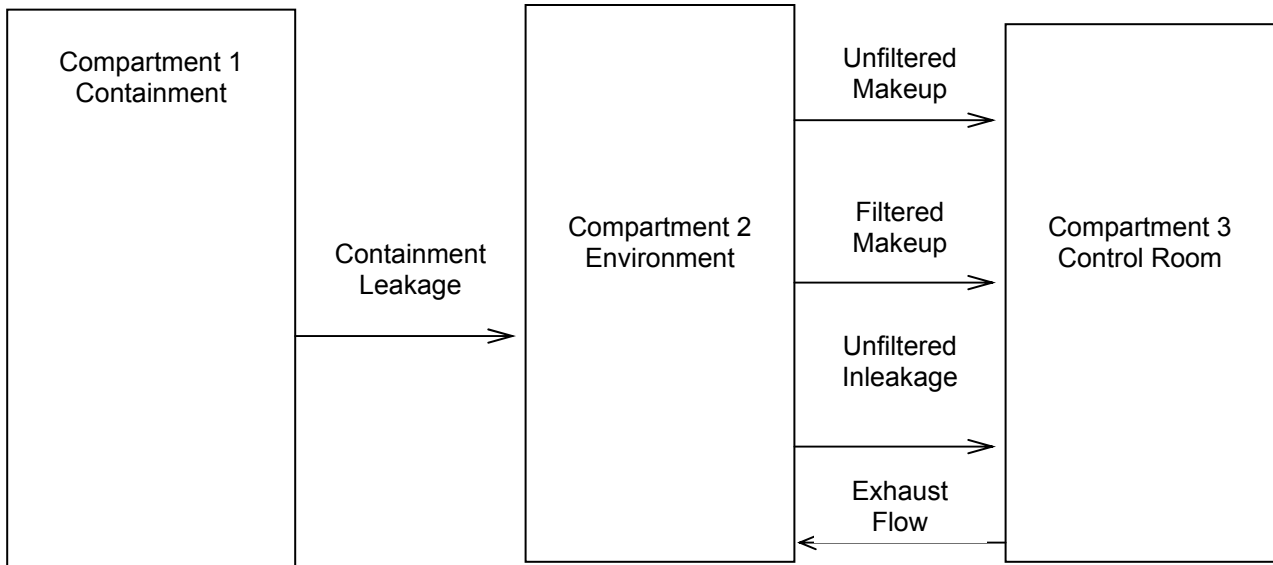 Compartment 1
Containment
Containment
Leakage
Compartment 2
Environment
Unfiltered
Makeup
Filtered
Makeup
Unfiltered
Inleakage
Exhaust
Flow
Compartment 3
Control Room